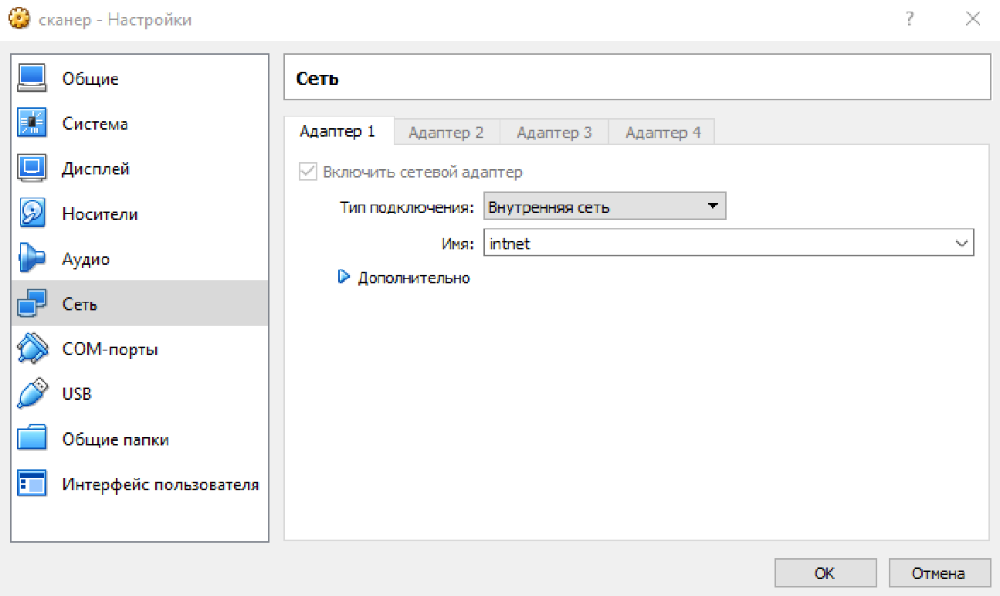 сканер - Настройки
?
Общие
Система
Дисплей
Носители
Аудио
Сеть
COM-порты
USB
Общие папки
Интерфейс пользователя
Сеть
Адаптер 1 Адаптер 2 Адаптер 3 Адаптер 4
Включить сетевой адаптер
Тип подключения: Внутренняя сеть
Имя: intnet
Дополнительно
OK Отмена